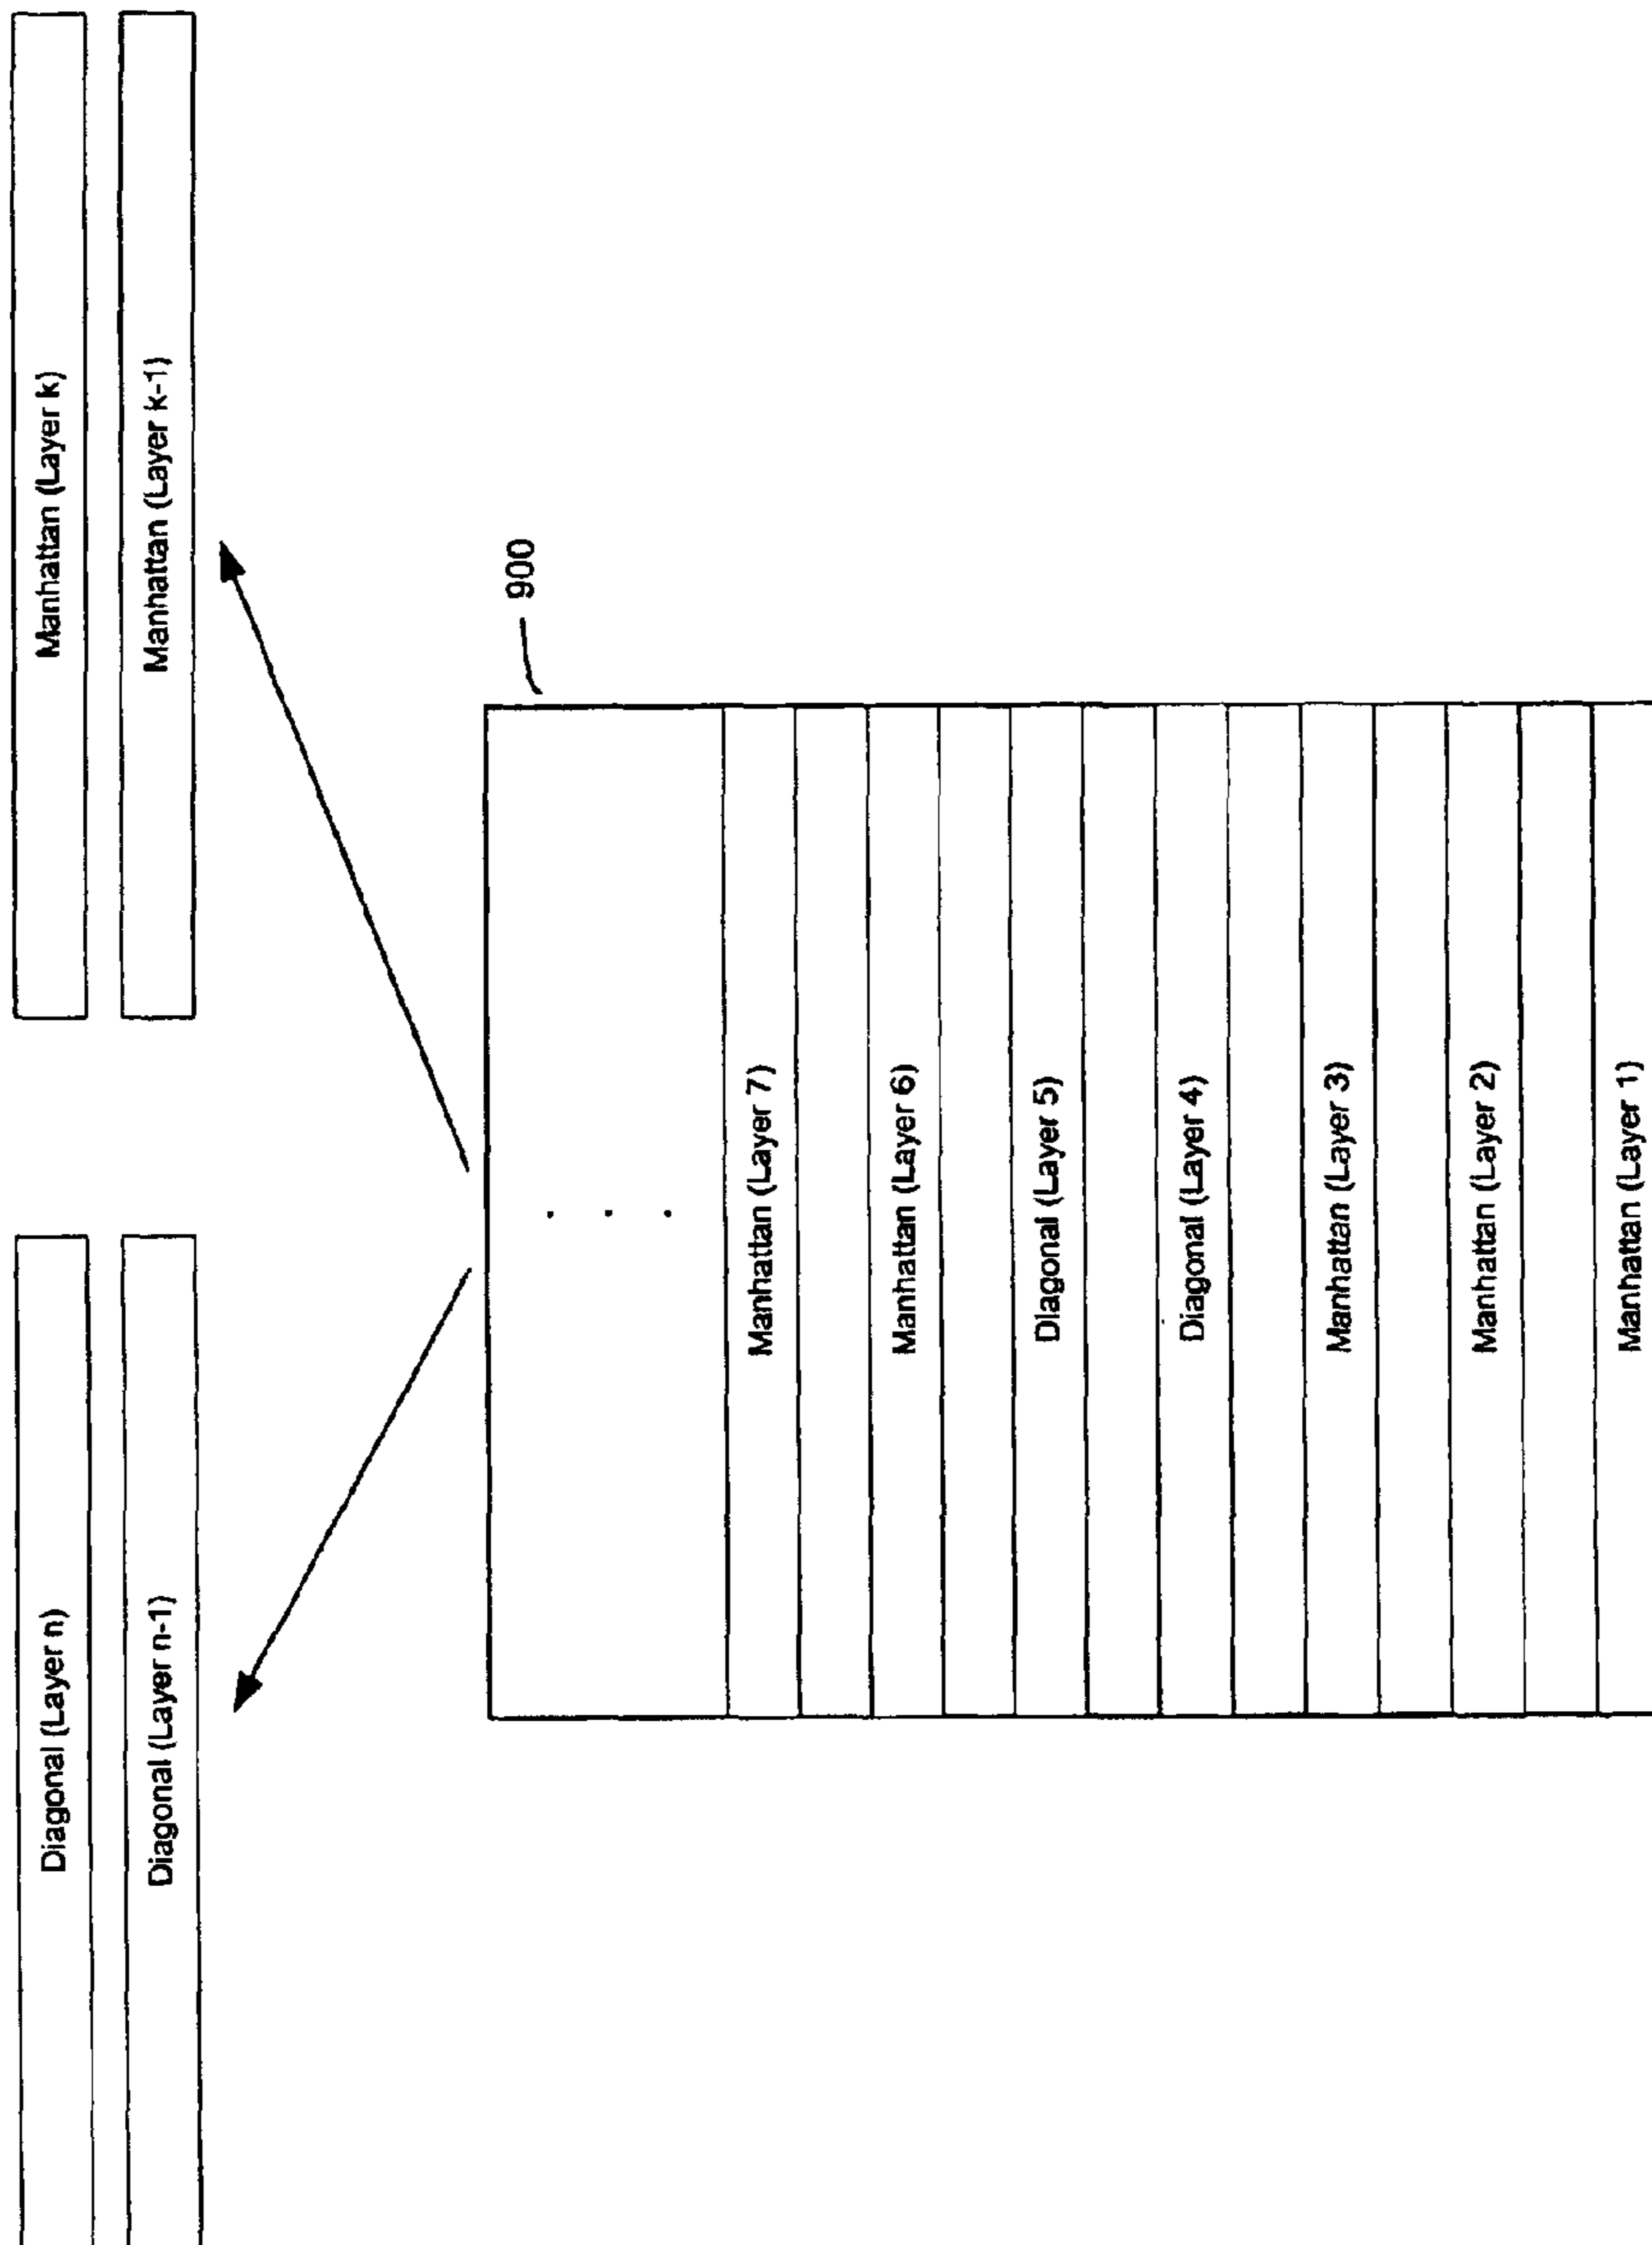 Manhattan (Layer k)
Manhattan (Layer k-1)
Diagonal (Layer n)
Diagonal (Layer n-1)
900
Manhattan (Layer 7)
Manhattan (Layer 6)
Diagonal (Layer 5)
Diagonal (Layer 4)
Manhattan (Layer 3)
Manhattan (Layer 2)
Manhattan (Layer 1)